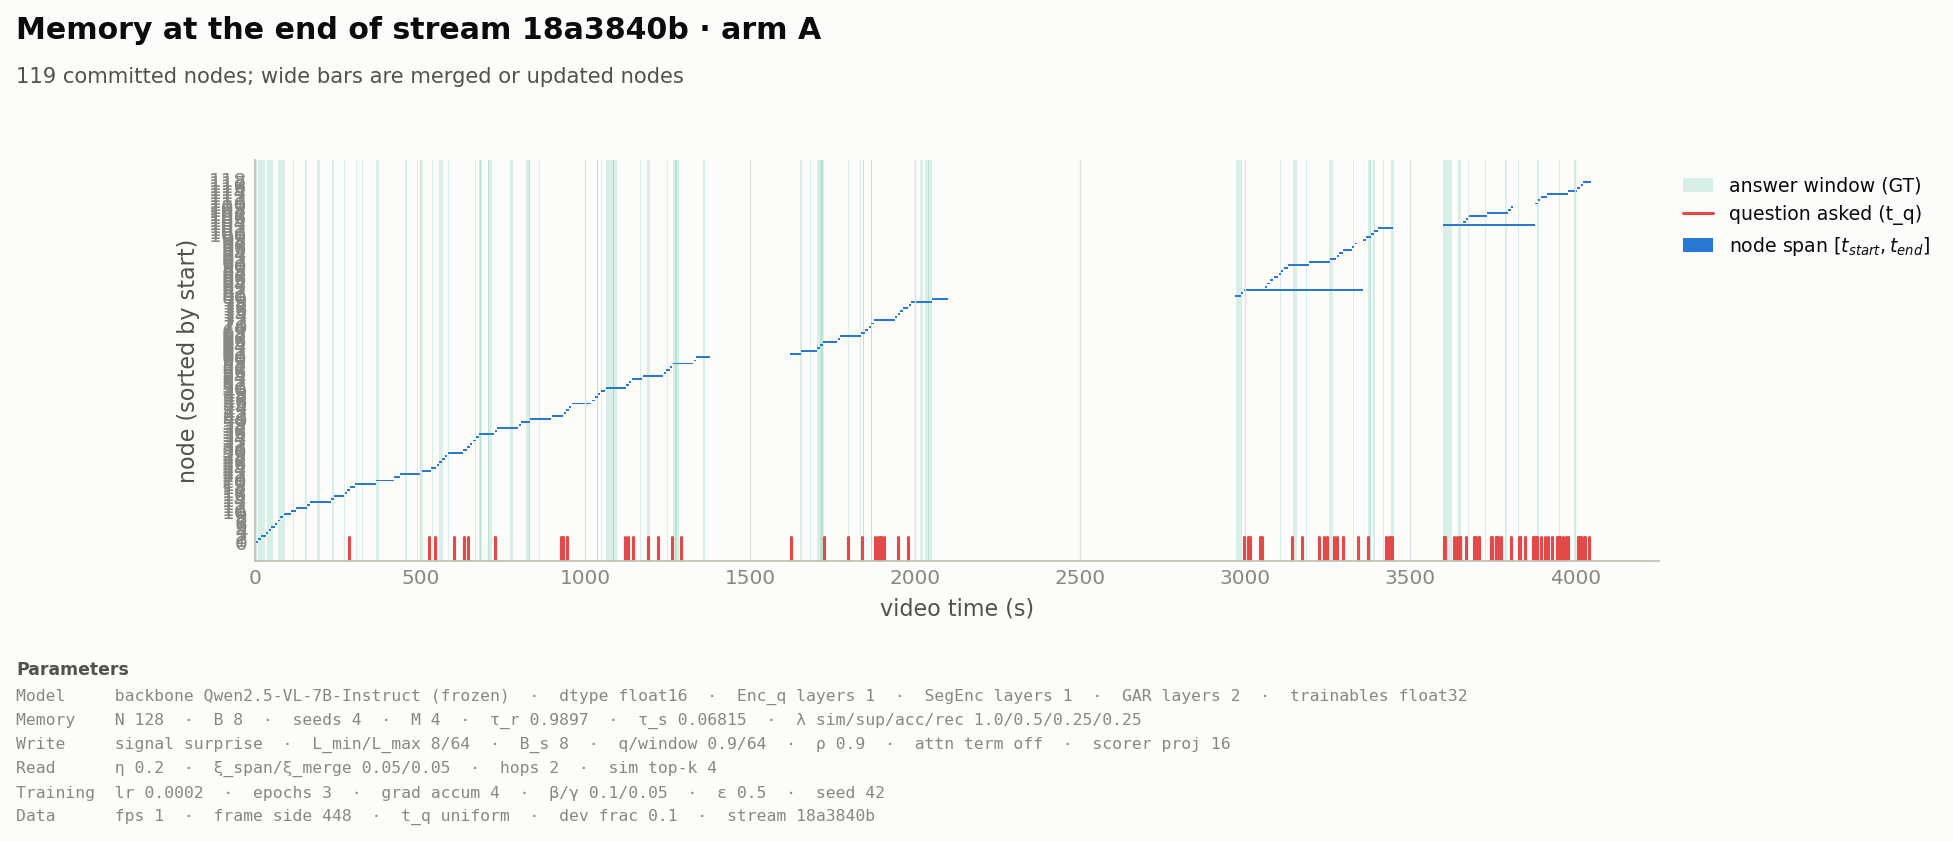 Memory at the end of stream 18a3840b · arm A
119 committed nodes; wide bars are merged or updated nodes
node (sorted by start)
answer window (GT)
question asked (t_q)
node span [t_start, t_end]
0 500 1000 1500 2000 2500 3000 3500 4000
video time (s)
Parameters
Model backbone Qwen2.5-VL-7B-Instruct (frozen) · dtype float16 · Enc_q layers 1 · SegEnc layers 1 · GAR layers 2 · trainables float32
Memory N 128 · B 8 · seeds 4 · M 4 · τ_r 0.9897 · τ_s 0.06815 · λ sim/sup/acc/rec 1.0/0.5/0.25/0.25
Write signal surprise · L_min/L_max 8/64 · B_s 8 · q/window 0.9/64 · ρ 0.9 · attn term off · scorer proj 16
Read η 0.2 · ξ_span/ξ_merge 0.05/0.05 · hops 2 · sim top-k 4
Training lr 0.0002 · epochs 3 · grad accum 4 · β/γ 0.1/0.05 · ε 0.5 · seed 42
Data fps 1 · frame side 448 · t_q uniform · dev frac 0.1 · stream 18a3840b